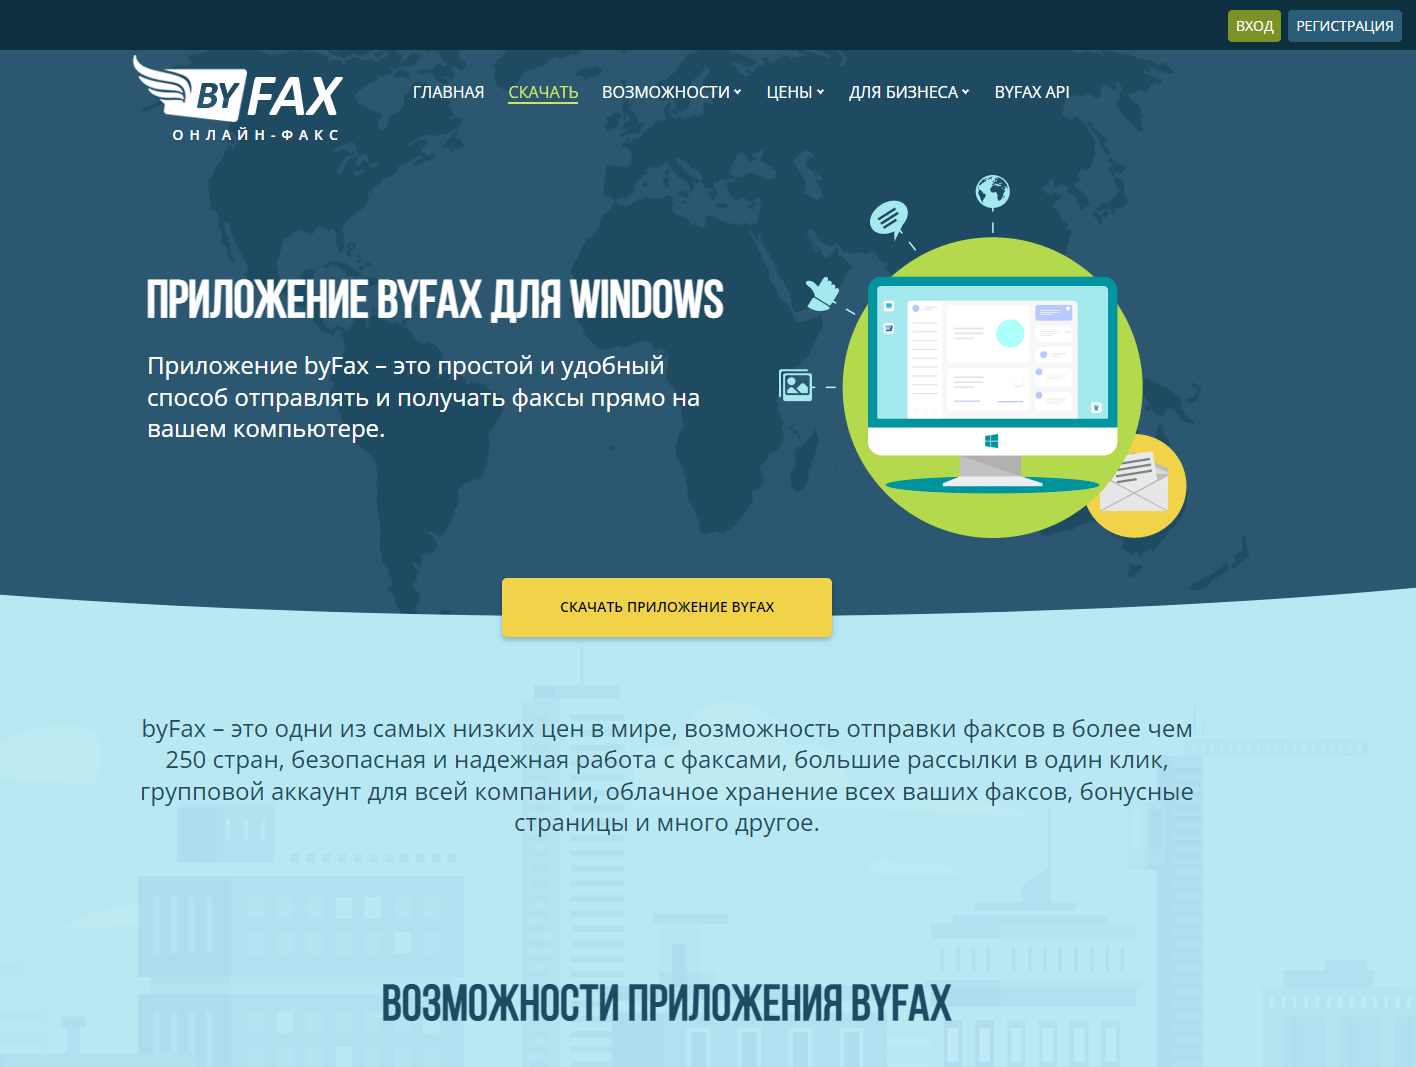 ВХОД РЕГИСТРАЦИЯ
BYFAX
ОНЛАЙН-ФАКС
ГЛАВНАЯ СКАЧАТЬ ВОЗМОЖНОСТИ ЦЕНЫ ДЛЯ БИЗНЕСА BYFAX API
ПРИЛОЖЕНИЕ BYFAX ДЛЯ WINDOWS
Приложение byFax – это простой и удобный
способ отправлять и получать факсы прямо на
вашем компьютере.
СКАЧАТЬ ПРИЛОЖЕНИЕ BYFAX
byFax – это одни из самых низких цен в мире, возможность отправки факсов в более чем
250 стран, безопасная и надежная работа с факсами, большие рассылки в один клик,
групповой аккаунт для всей компании, облачное хранение всех ваших факсов, бонусные
страницы и много другое.
ВОЗМОЖНОСТИ ПРИЛОЖЕНИЯ BYFAX